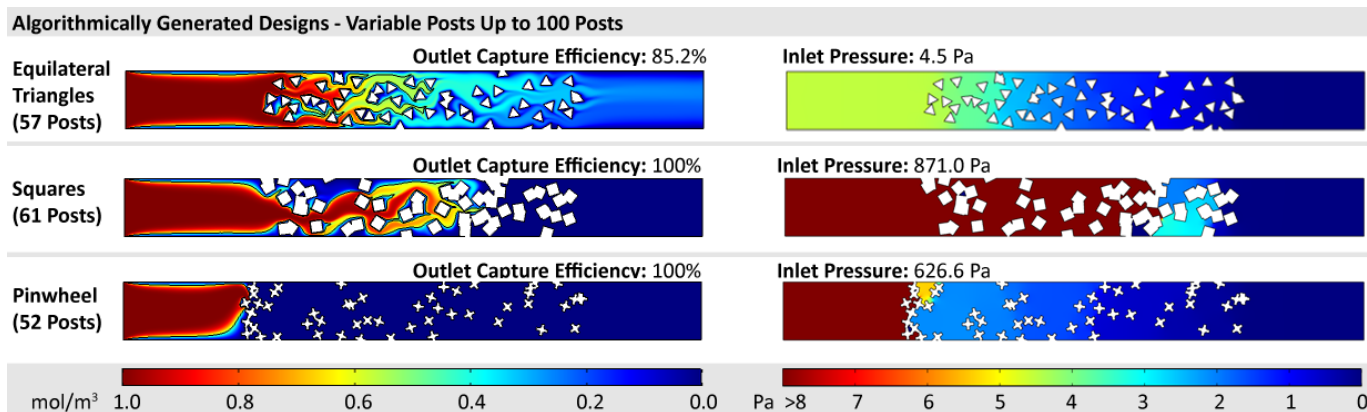 Algorithmically Generated Designs - Variable Posts Up to 100 Posts
Outlet Capture Efficiency: 85.2%
Inlet Pressure: 4.5 Pa
Equilateral
Triangles
(57 Posts)
Outlet Capture Efficiency: 100%
Inlet Pressure: 871.0 Pa
Squares
(61 Posts)
Outlet Capture Efficiency: 100%
Inlet Pressure: 626.6 Pa
Pinwheel
(52 Posts)
mol/m³ 1.0 0.8 0.6 0.4 0.2 0.0
Pa >8 7 6 5 4 3 2 1 0